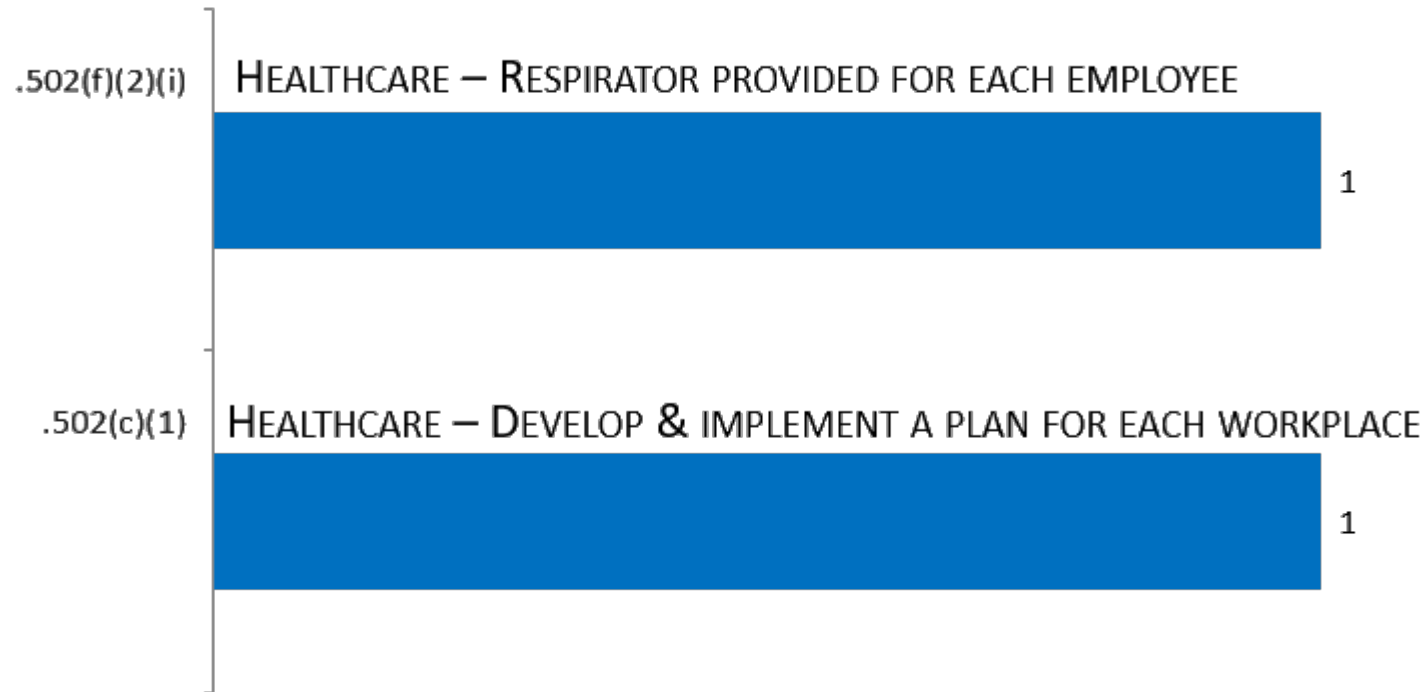 .502(f)(2)(i)
HEALTHCARE – RESPIRATOR PROVIDED FOR EACH EMPLOYEE
1
.502(c)(1)
HEALTHCARE – DEVELOP & IMPLEMENT A PLAN FOR EACH WORKPLACE
1